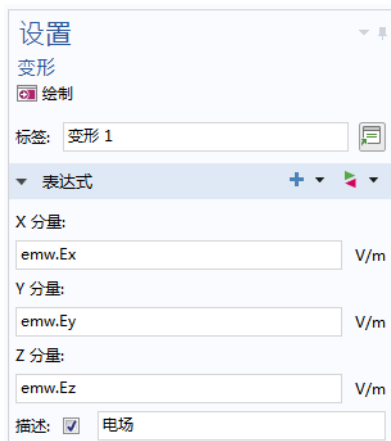 设置
变形
绘制
标签: 变形 1
表达式
X 分量:
emw.Ex V/m
Y 分量:
emw.Ey V/m
Z 分量:
emw.Ez V/m
描述: 电场